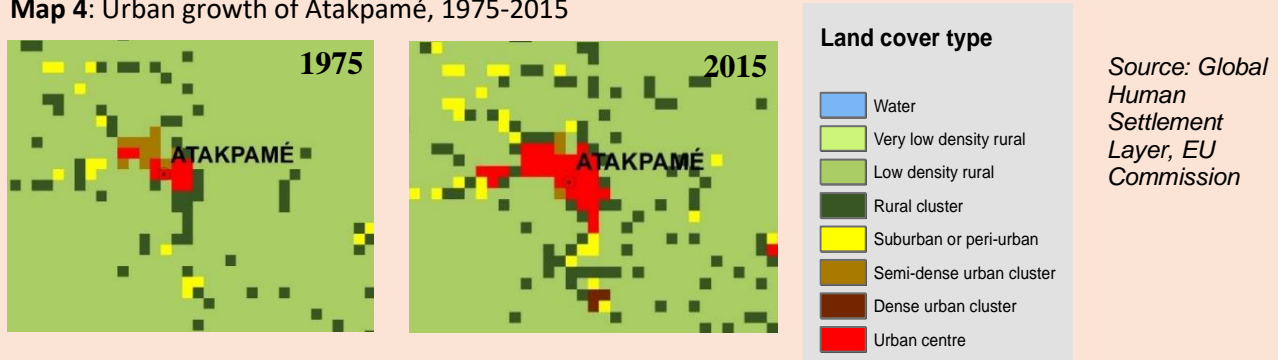 Map 4: Urban growth of Atakpamé, 1975-2015
1975
ATAKPAMÉ
2015
ATAKPAMÉ
Land cover type
Water
Very low density rural
Low density rural
Rural cluster
Suburban or peri-urban
Semi-dense urban cluster
Dense urban cluster
Urban centre
Source: Global
Human
Settlement
Layer, EU
Commission